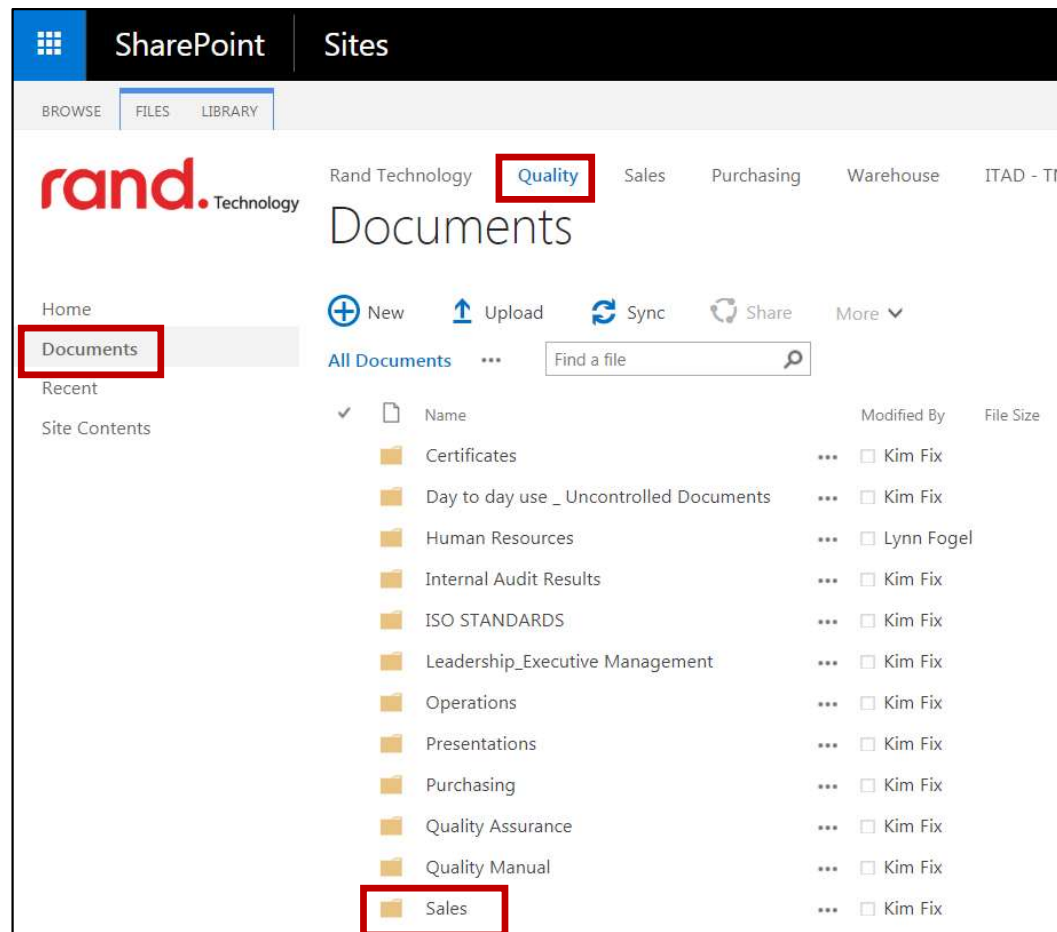 SharePoint Sites
BROWSE FILES LIBRARY
rand. Technology
Rand Technology Quality Sales Purchasing Warehouse ITAD - TM
Documents
Home
Documents
Recent
Site Contents
New Upload Sync Share More
All Documents ... Find a file
Name Modified By File Size
Certificates ... Kim Fix
Day to day use _ Uncontrolled Documents ... Kim Fix
Human Resources ... Lynn Fogel
Internal Audit Results ... Kim Fix
ISO STANDARDS ... Kim Fix
Leadership_Executive Management ... Kim Fix
Operations ... Kim Fix
Presentations ... Kim Fix
Purchasing ... Kim Fix
Quality Assurance ... Kim Fix
Quality Manual ... Kim Fix
Sales ... Kim Fix